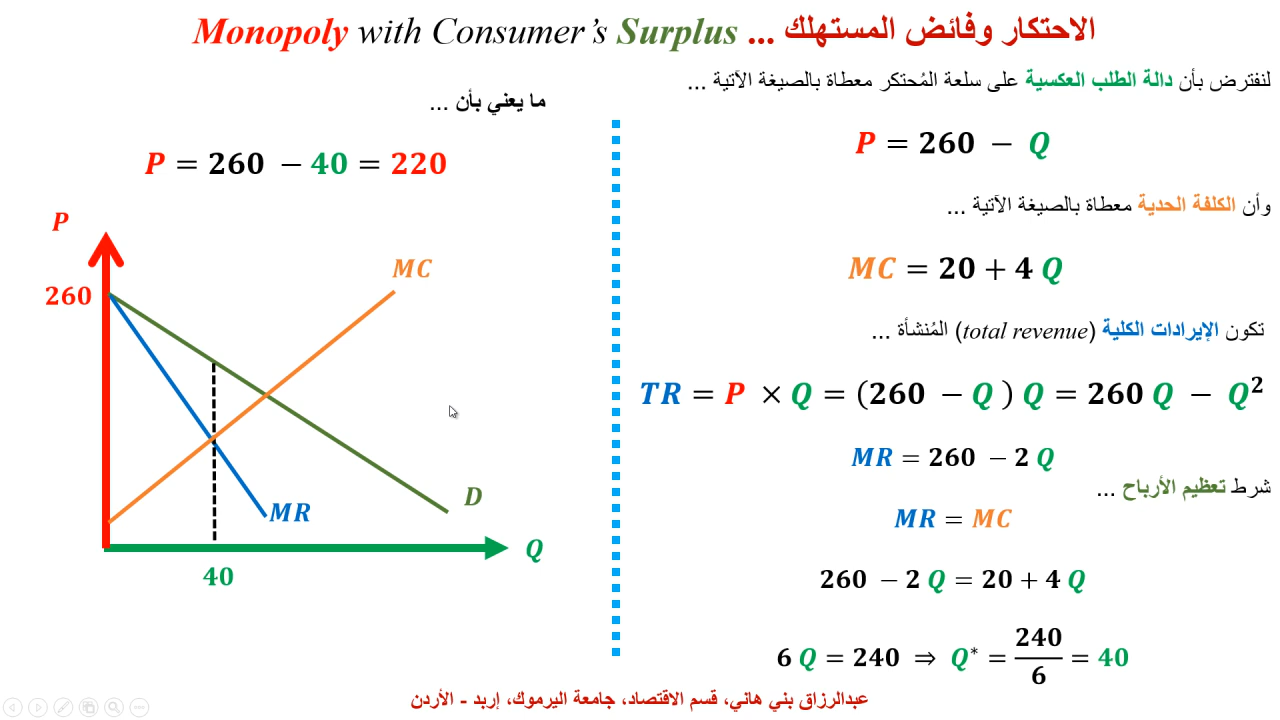 Monopoly with Consumer’s Surplus ... الاحتكار وفائض المستهلك
لنفترض بأن دالة الطلب العكسية على سلعة المُحتكر معطاة بالصيغة الآتية ...
P = 260 − Q
وأن الكلفة الحدية معطاة بالصيغة الآتية ...
MC = 20 + 4 Q
تكون الإيرادات الكلية (total revenue) المُنشأة ...
TR = P × Q = (260 − Q ) Q = 260 Q − Q²
MR = 260 − 2 Q
شرط تعظيم الأرباح ...
MR = MC
260 − 2 Q = 20 + 4 Q
6 Q = 240 ⇒ Q* = 240/6 = 40
ما يعني بأن ...
P = 260 − 40 = 220
P
260
MC
D
MR
Q
40
عبدالرزاق بني هاني، قسم الاقتصاد، جامعة اليرموك، إربد - الأردن